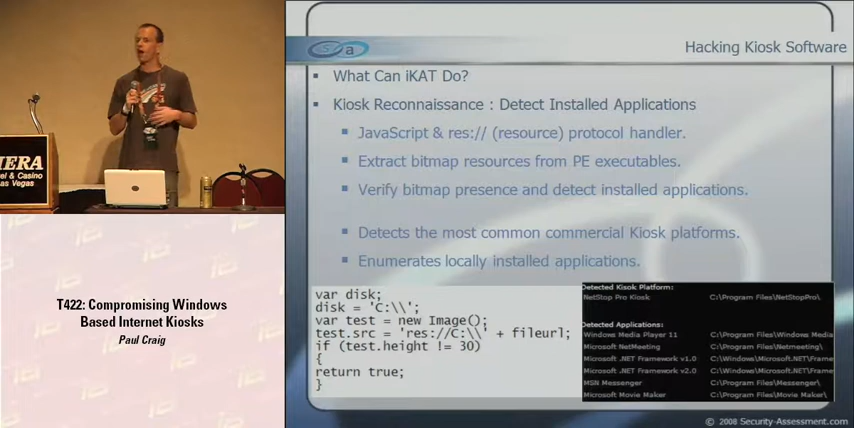 IERA
el & Casino
as Vegas
T422: Compromising Windows
Based Internet Kiosks
Paul Craig
Hacking Kiosk Software
What Can iKAT Do?
Kiosk Reconnaissance : Detect Installed Applications
JavaScript & res:// (resource) protocol handler.
Extract bitmap resources from PE executables.
Verify bitmap presence and detect installed applications.
Detects the most common commercial Kiosk platforms.
Enumerates locally installed applications.
var disk;
disk = 'C:\\';
var test = new Image();
test.src = 'res://C:\\' + fileurl;
if (test.height != 30)
{
return true;
}
Detected Kisok Platform:
NetStop Pro Kiosk C:\Program Files\NetStopPro\
Detected Applications:
Windows Media Player 11 C:\Program Files\Windows Media
Microsoft NetMeeting C:\Program Files\Netmeeting\
Microsoft .NET Framework v1.0 C:\Windows\Microsoft.NET\Frame
Microsoft .NET Framework v2.0 C:\Windows\Microsoft.NET\Frame
MSN Messenger C:\Program Files\Messenger\
Microsoft Movie Maker C:\Program Files\Movie Maker\
© 2008 Security-Assessment.com